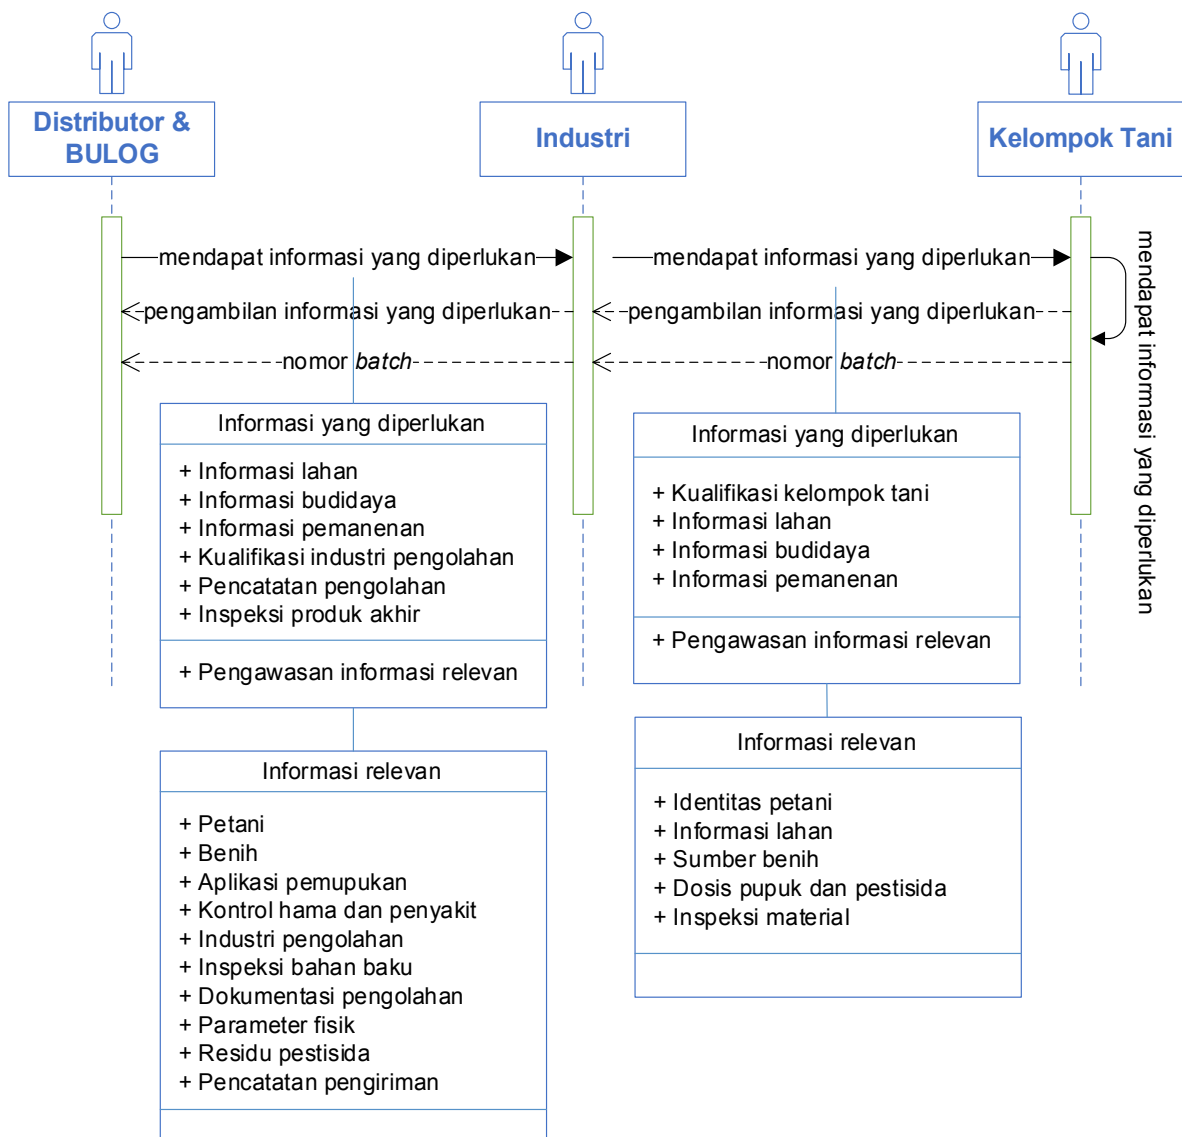 Distributor &
BULOG
Industri
Kelompok Tani
mendapat informasi yang diperlukan
mendapat informasi yang diperlukan
mendapat informasi yang diperlukan
pengambilan informasi yang diperlukan
pengambilan informasi yang diperlukan
nomor batch
nomor batch
Informasi yang diperlukan
+ Informasi lahan
+ Informasi budidaya
+ Informasi pemanenan
+ Kualifikasi industri pengolahan
+ Pencatatan pengolahan
+ Inspeksi produk akhir
+ Pengawasan informasi relevan
Informasi yang diperlukan
+ Kualifikasi kelompok tani
+ Informasi lahan
+ Informasi budidaya
+ Informasi pemanenan
+ Pengawasan informasi relevan
Informasi relevan
+ Petani
+ Benih
+ Aplikasi pemupukan
+ Kontrol hama dan penyakit
+ Industri pengolahan
+ Inspeksi bahan baku
+ Dokumentasi pengolahan
+ Parameter fisik
+ Residu pestisida
+ Pencatatan pengiriman
Informasi relevan
+ Identitas petani
+ Informasi lahan
+ Sumber benih
+ Dosis pupuk dan pestisida
+ Inspeksi material